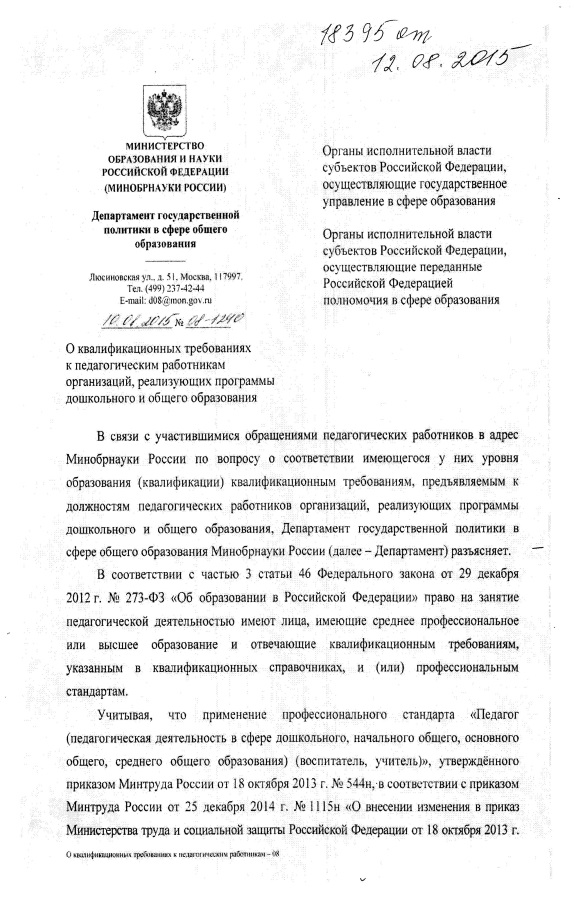 18395 от
12. 08. 2015
МИНИСТЕРСТВО
ОБРАЗОВАНИЯ И НАУКИ
РОССИЙСКОЙ ФЕДЕРАЦИИ
(МИНОБРНАУКИ РОССИИ)
Департамент государственной
политики в сфере общего
образования
Люсиновская ул., д. 51, Москва, 117997.
Тел. (499) 237-42-44
E-mail: d08@mon.gov.ru
10.08.2015 № 08-1240
Органы исполнительной власти
субъектов Российской Федерации,
осуществляющие государственное
управление в сфере образования
Органы исполнительной власти
субъектов Российской Федерации,
осуществляющие переданные
Российской Федерацией
полномочия в сфере образования
О квалификационных требованиях
к педагогическим работникам
организаций, реализующих программы
дошкольного и общего образования
В связи с участившимися обращениями педагогических работников в адрес
Минобрнауки России по вопросу о соответствии имеющегося у них уровня
образования (квалификации) квалификационным требованиям, предъявляемым к
должностям педагогических работников организаций, реализующих программы
дошкольного и общего образования, Департамент государственной политики в
сфере общего образования Минобрнауки России (далее – Департамент) разъясняет.
В соответствии с частью 3 статьи 46 Федерального закона от 29 декабря
2012 г. № 273-ФЗ «Об образовании в Российской Федерации» право на занятие
педагогической деятельностью имеют лица, имеющие среднее профессиональное
или высшее образование и отвечающие квалификационным требованиям,
указанным в квалификационных справочниках, и (или) профессиональным
стандартам.
Учитывая, что применение профессионального стандарта «Педагог
(педагогическая деятельность в сфере дошкольного, начального общего, основного
общего, среднего общего образования) (воспитатель, учитель)», утверждённого
приказом Минтруда России от 18 октября 2013 г. № 544н, в соответствии с приказом
Минтруда России от 25 декабря 2014 г. № 1115н «О внесении изменения в приказ
Министерства труда и социальной защиты Российской Федерации от 18 октября 2013 г.
О квалификационных требованиях к педагогическим работникам – 08